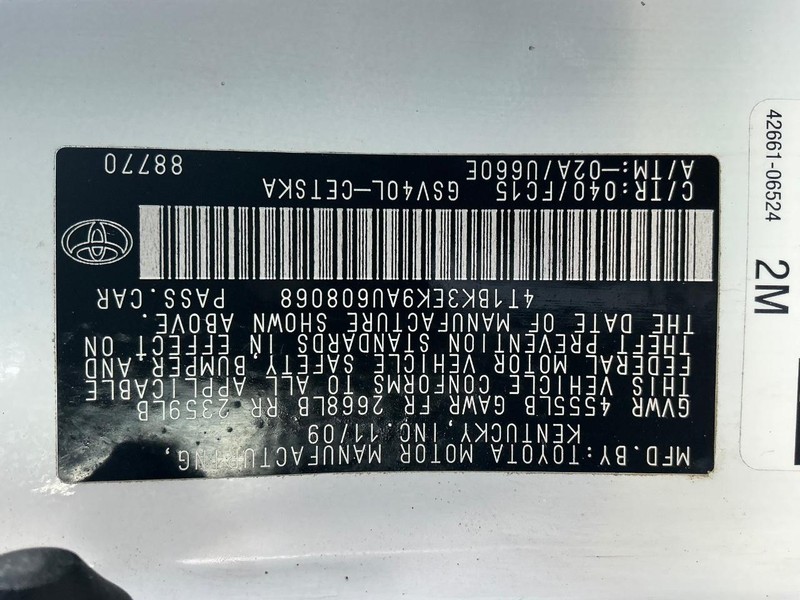 MFD.BY:TOYOTA MOTOR MANUFACTURING,
KENTUCKY, INC.11/09
GVWR 4555LB GAWR FR 2668LB RR 2359LB
THIS VEHICLE CONFORMS TO ALL APPLICABLE
FEDERAL MOTOR VEHICLE SAFETY, BUMPER AND
THEFT PREVENTION STANDARDS IN EFFECT ON
THE DATE OF MANUFACTURE SHOWN ABOVE.
4T1BK3EK9AU608068 PASS.CAR
C/TR:040/FC15 GSV40L-CETSKA
A/TM:-02A/U660E 88770
42661-06524
2M